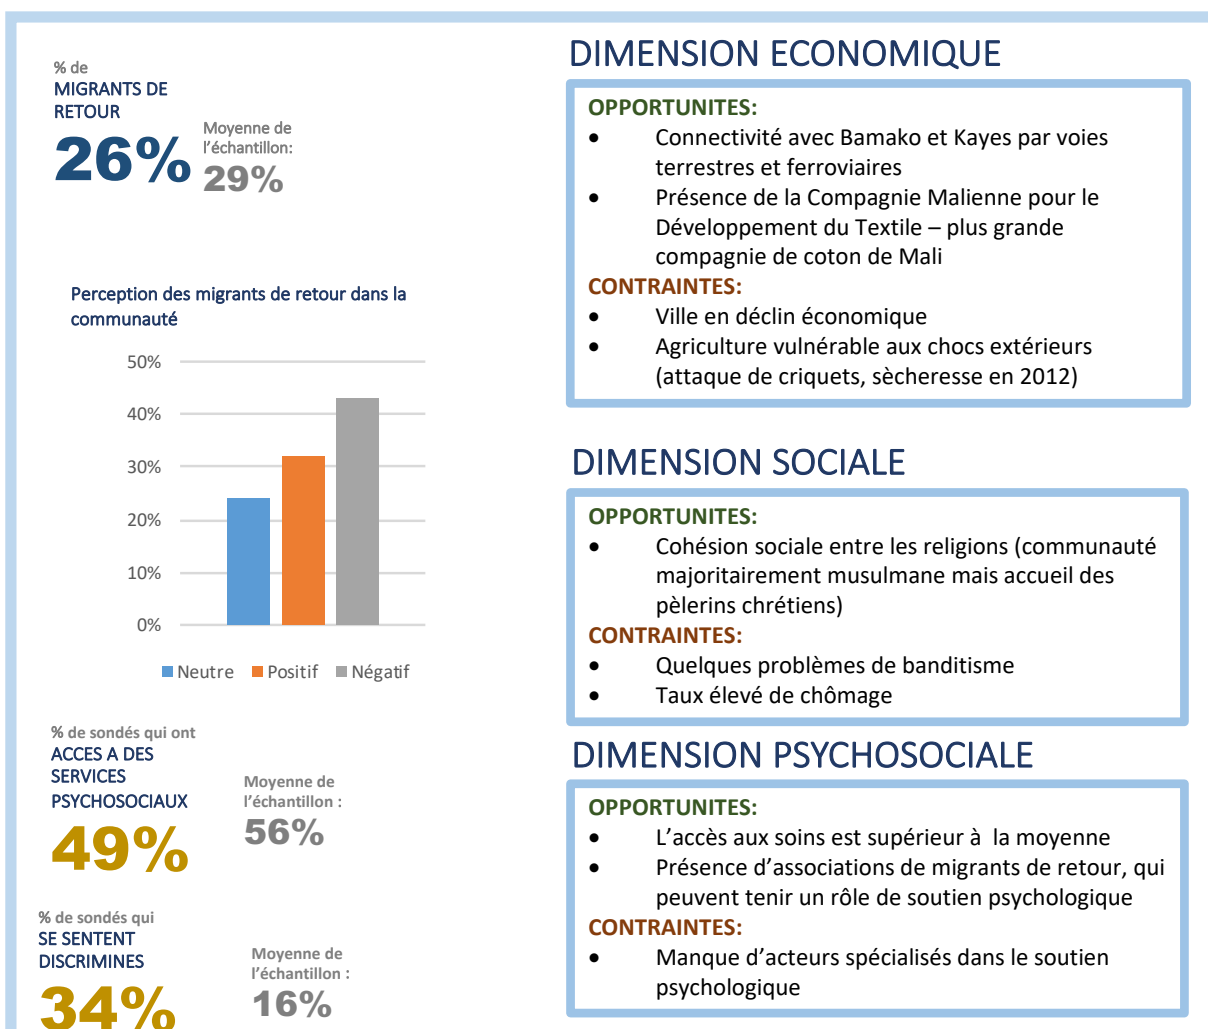 % de
MIGRANTS DE
RETOUR
26%
Moyenne de
l’échantillon:
29%
Perception des migrants de retour dans la
communauté
50%
40%
30%
20%
10%
0%
Neutre Positif Négatif
% de sondés qui ont
ACCES A DES
SERVICES
PSYCHOSOCIAUX
49%
Moyenne de
l’échantillon :
56%
% de sondés qui
SE SENTENT
DISCRIMINES
34%
Moyenne de
l’échantillon :
16%
DIMENSION ECONOMIQUE
OPPORTUNITES:
• Connectivité avec Bamako et Kayes par voies
terrestres et ferroviaires
• Présence de la Compagnie Malienne pour le
Développement du Textile – plus grande
compagnie de coton de Mali
CONTRAINTES:
• Ville en déclin économique
• Agriculture vulnérable aux chocs extérieurs
(attaque de criquets, sècheresse en 2012)
DIMENSION SOCIALE
OPPORTUNITES:
• Cohésion sociale entre les religions (communauté
majoritairement musulmane mais accueil des
pèlerins chrétiens)
CONTRAINTES:
• Quelques problèmes de banditisme
• Taux élevé de chômage
DIMENSION PSYCHOSOCIALE
OPPORTUNITES:
• L’accès aux soins est supérieur à la moyenne
• Présence d’associations de migrants de retour, qui
peuvent tenir un rôle de soutien psychologique
CONTRAINTES:
• Manque d’acteurs spécialisés dans le soutien
psychologique